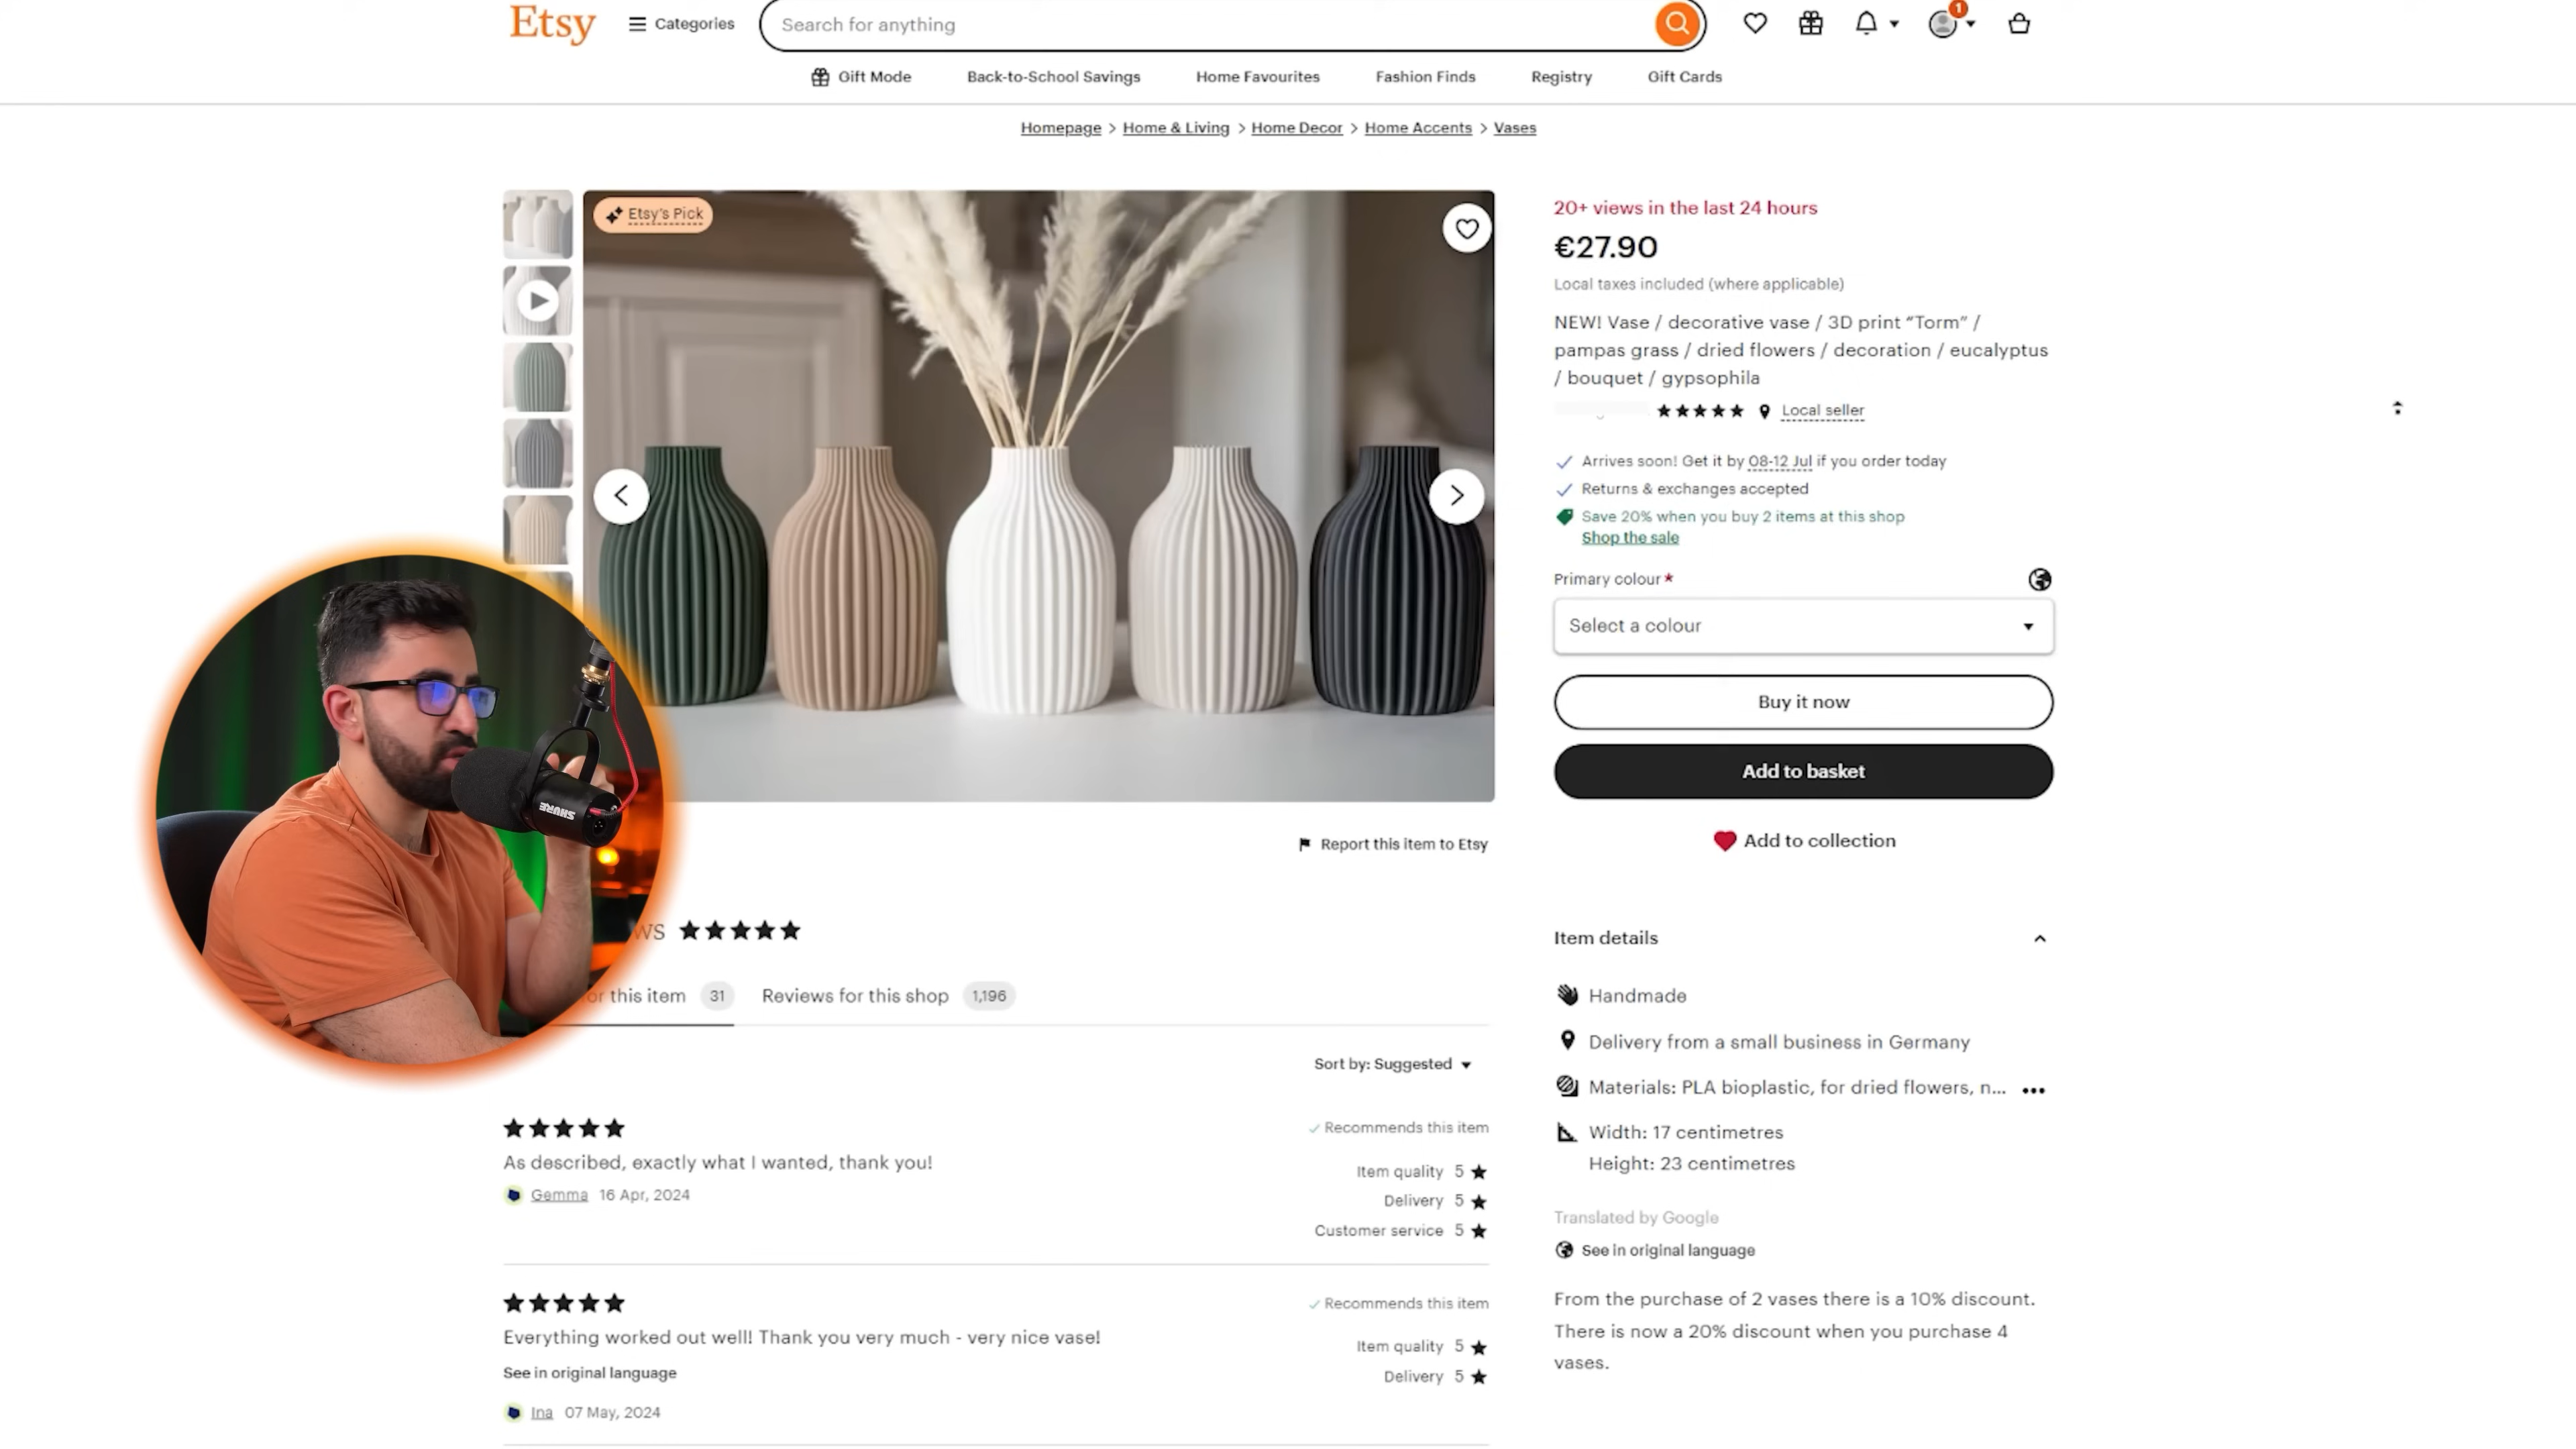 Etsy
Categories
Search for anything
1
Gift Mode
Back-to-School Savings
Home Favourites
Fashion Finds
Registry
Gift Cards
Homepage > Home & Living > Home Decor > Home Accents > Vases
Etsy's Pick
20+ views in the last 24 hours
€27.90
Local taxes included (where applicable)
NEW! Vase / decorative vase / 3D print “Torm” /
pampas grass / dried flowers / decoration / eucalyptus
/ bouquet / gypsophila
Local seller
Arrives soon! Get it by 08-12 Jul if you order today
Returns & exchanges accepted
Save 20% when you buy 2 items at this shop
Shop the sale
Primary colour *
Select a colour
Buy it now
Add to basket
Add to collection
SHURE
Report this item to Etsy
ws
or this item 31
Reviews for this shop 1,196
Sort by: Suggested
As described, exactly what I wanted, thank you!
Gemma 16 Apr, 2024
Recommends this item
Item quality 5
Delivery 5
Customer service 5
Everything worked out well! Thank you very much - very nice vase!
See in original language
Ina 07 May, 2024
Recommends this item
Item quality 5
Delivery 5
Item details
Handmade
Delivery from a small business in Germany
Materials: PLA bioplastic, for dried flowers, n...
Width: 17 centimetres
Height: 23 centimetres
Translated by Google
See in original language
From the purchase of 2 vases there is a 10% discount.
There is now a 20% discount when you purchase 4
vases.